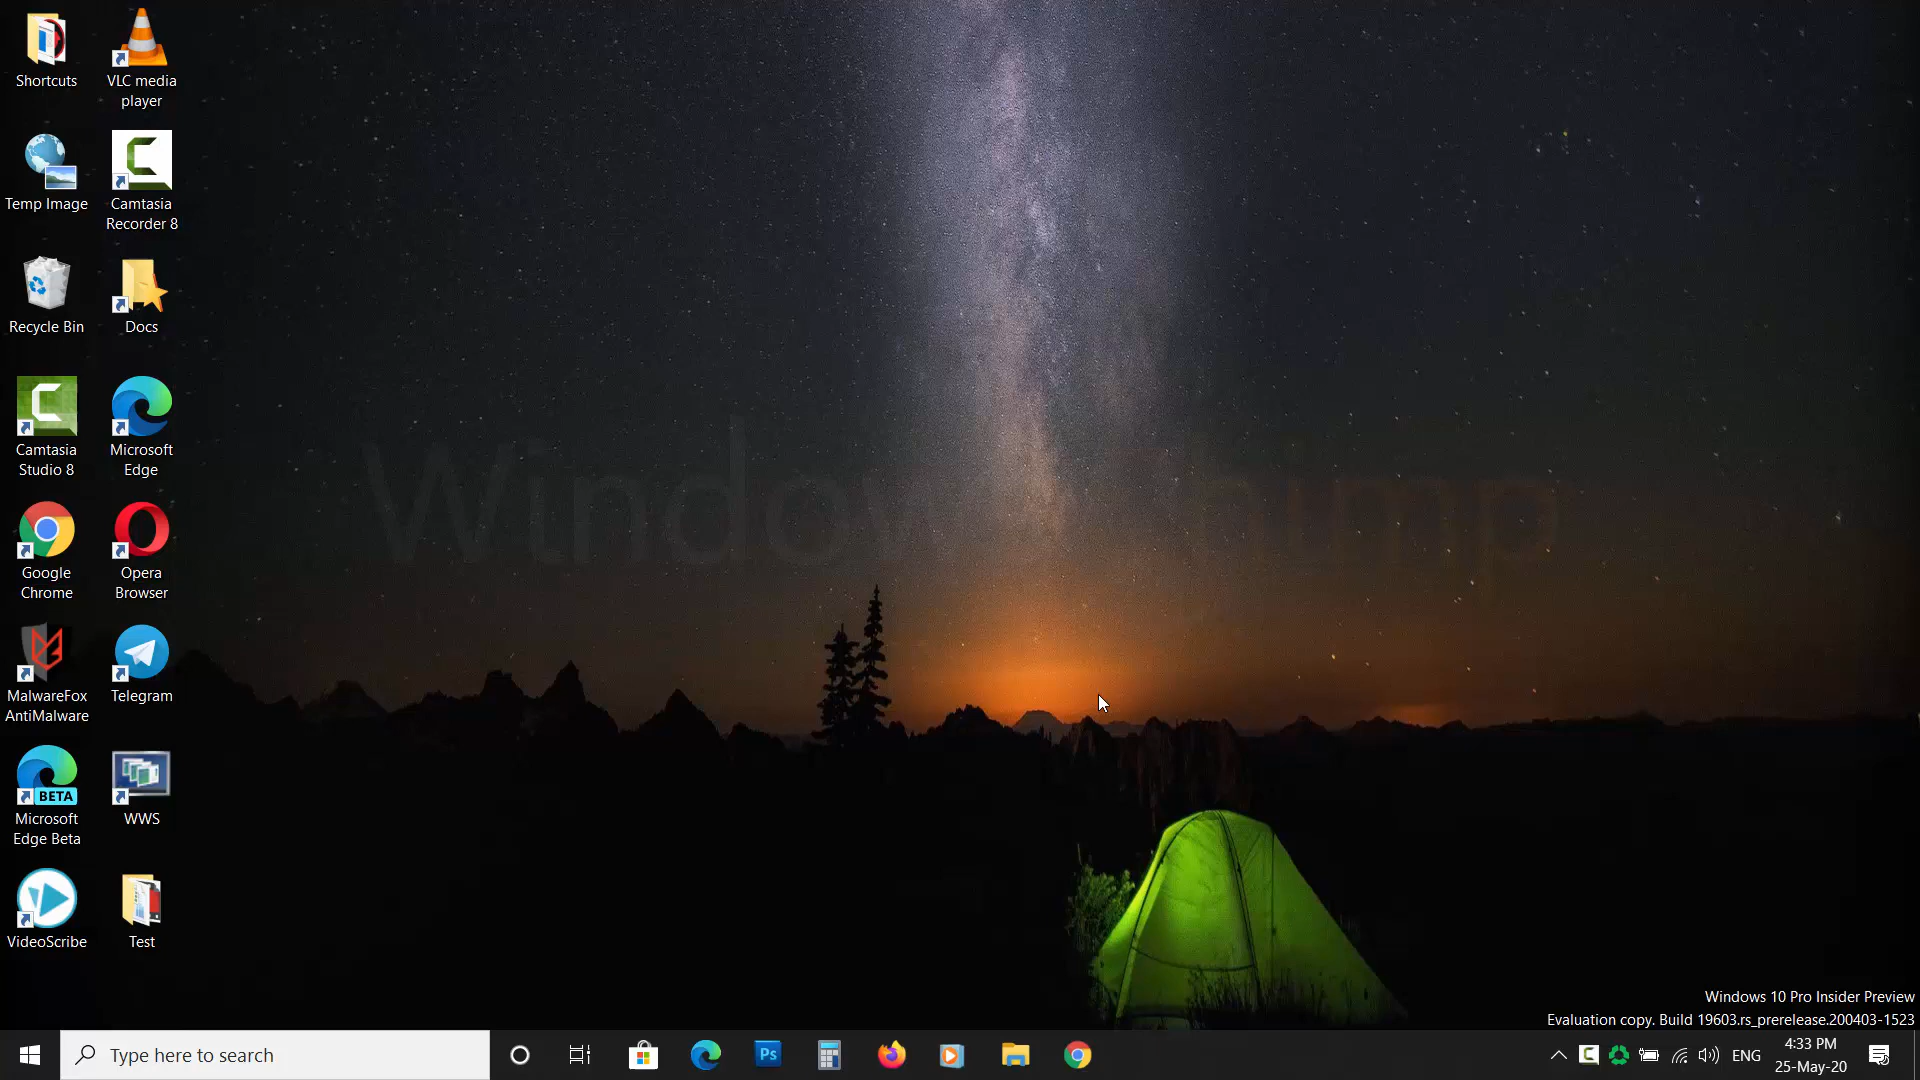 Shortcuts
VLC media
player
Temp Image
Camtasia
Recorder 8
Recycle Bin
Docs
Camtasia
Studio 8
Microsoft
Edge
Google
Chrome
Opera
Browser
MalwareFox
AntiMalware
Telegram
BETA
Microsoft
Edge Beta
WWS
VideoScribe
Test
Windows 10 Pro Insider Preview
Evaluation copy. Build 19603.rs_prerelease.200403-1523
Type here to search
Ps
ENG
4:33 PM
25-May-20